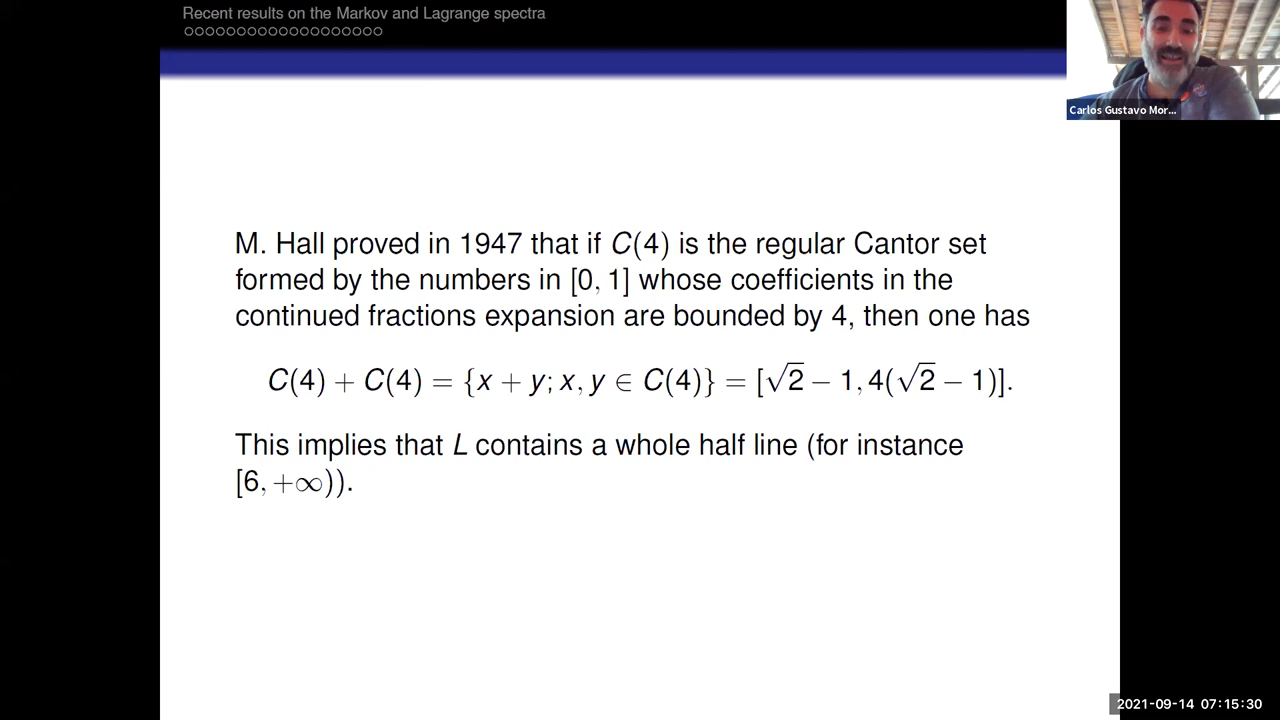 Recent results on the Markov and Lagrange spectra
Carlos Gustavo Mor...
M. Hall proved in 1947 that if C(4) is the regular Cantor set
formed by the numbers in [0, 1] whose coefficients in the
continued fractions expansion are bounded by 4, then one has
C(4) + C(4) = {x + y; x, y ∈ C(4)} = [√2 − 1, 4(√2 − 1)].
This implies that L contains a whole half line (for instance
[6, +∞)).
2021-09-14 07:15:30